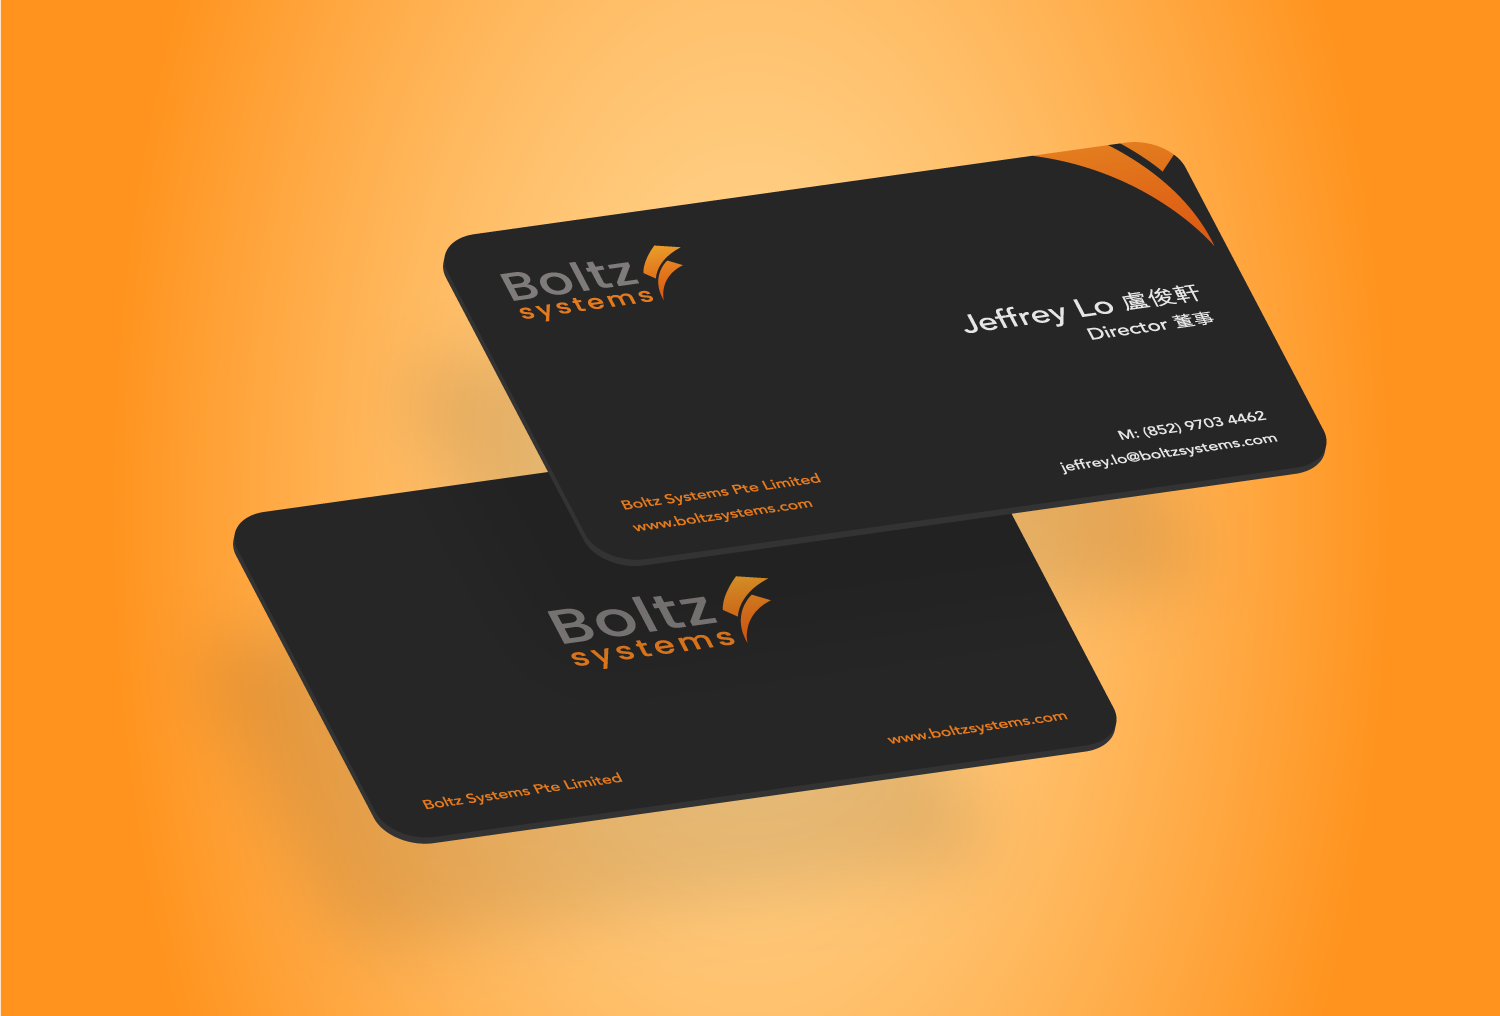 Boltz
systems
Jeffrey Lo 盧俊軒
Director 董事
M: (852) 9703 4462
jeffrey.lo@boltzsystems.com
Boltz Systems Pte Limited
www.boltzsystems.com
Boltz
systems
www.boltzsystems.com
Boltz Systems Pte Limited